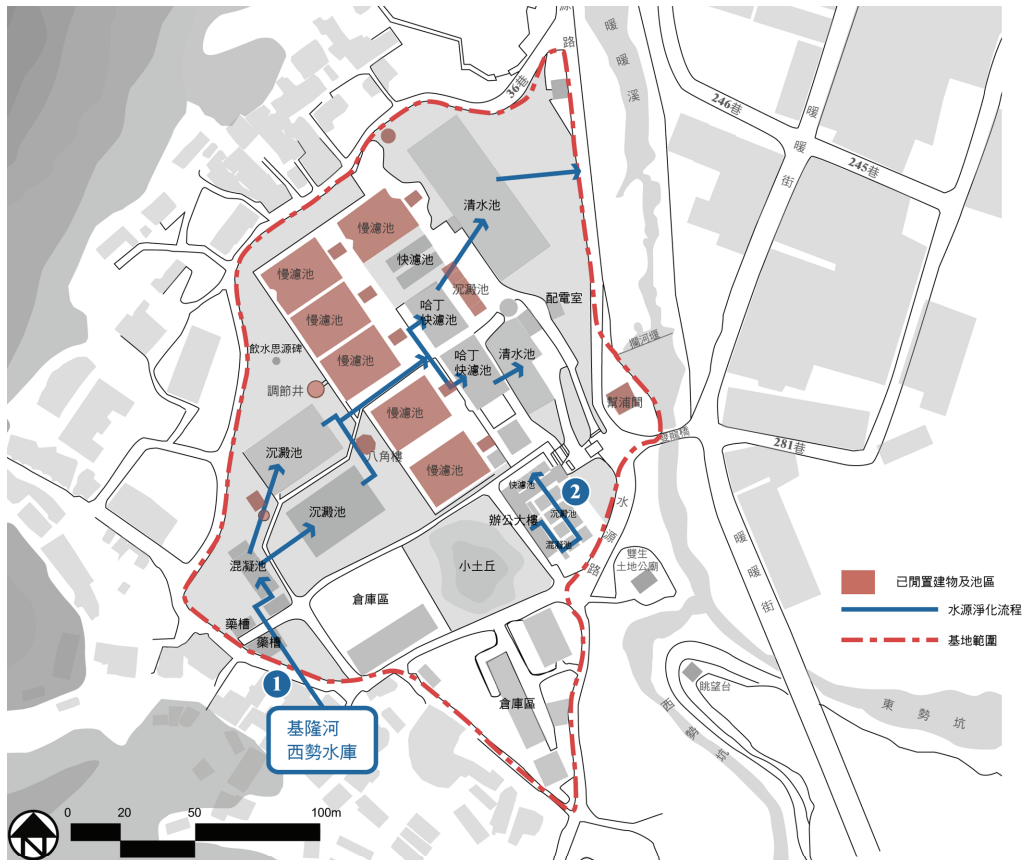 源
路
36巷
暖
暖
溪
246巷
暖
暖
街
245巷
清水池
慢濾池
快濾池
慢濾池
沉澱池
配電室
哈丁
快濾池
慢濾池
攔河堰
飲水思源碑
慢濾池
哈丁
快濾池
清水池
調節井
幫浦間
慢濾池
雙龍橋
281巷
沉澱池
八角樓
慢濾池
快濾池
2
水
源
路
沉澱池
辦公大樓
沉澱池
混凝池
雙生
土地公廟
暖
暖
街
混凝池
小土丘
倉庫區
藥槽
藥槽
1
倉庫區
眺望台
西
勢
坑
東勢坑
基隆河
西勢水庫
已閒置建物及池區
水源淨化流程
基地範圍
0 20 50 100m
N